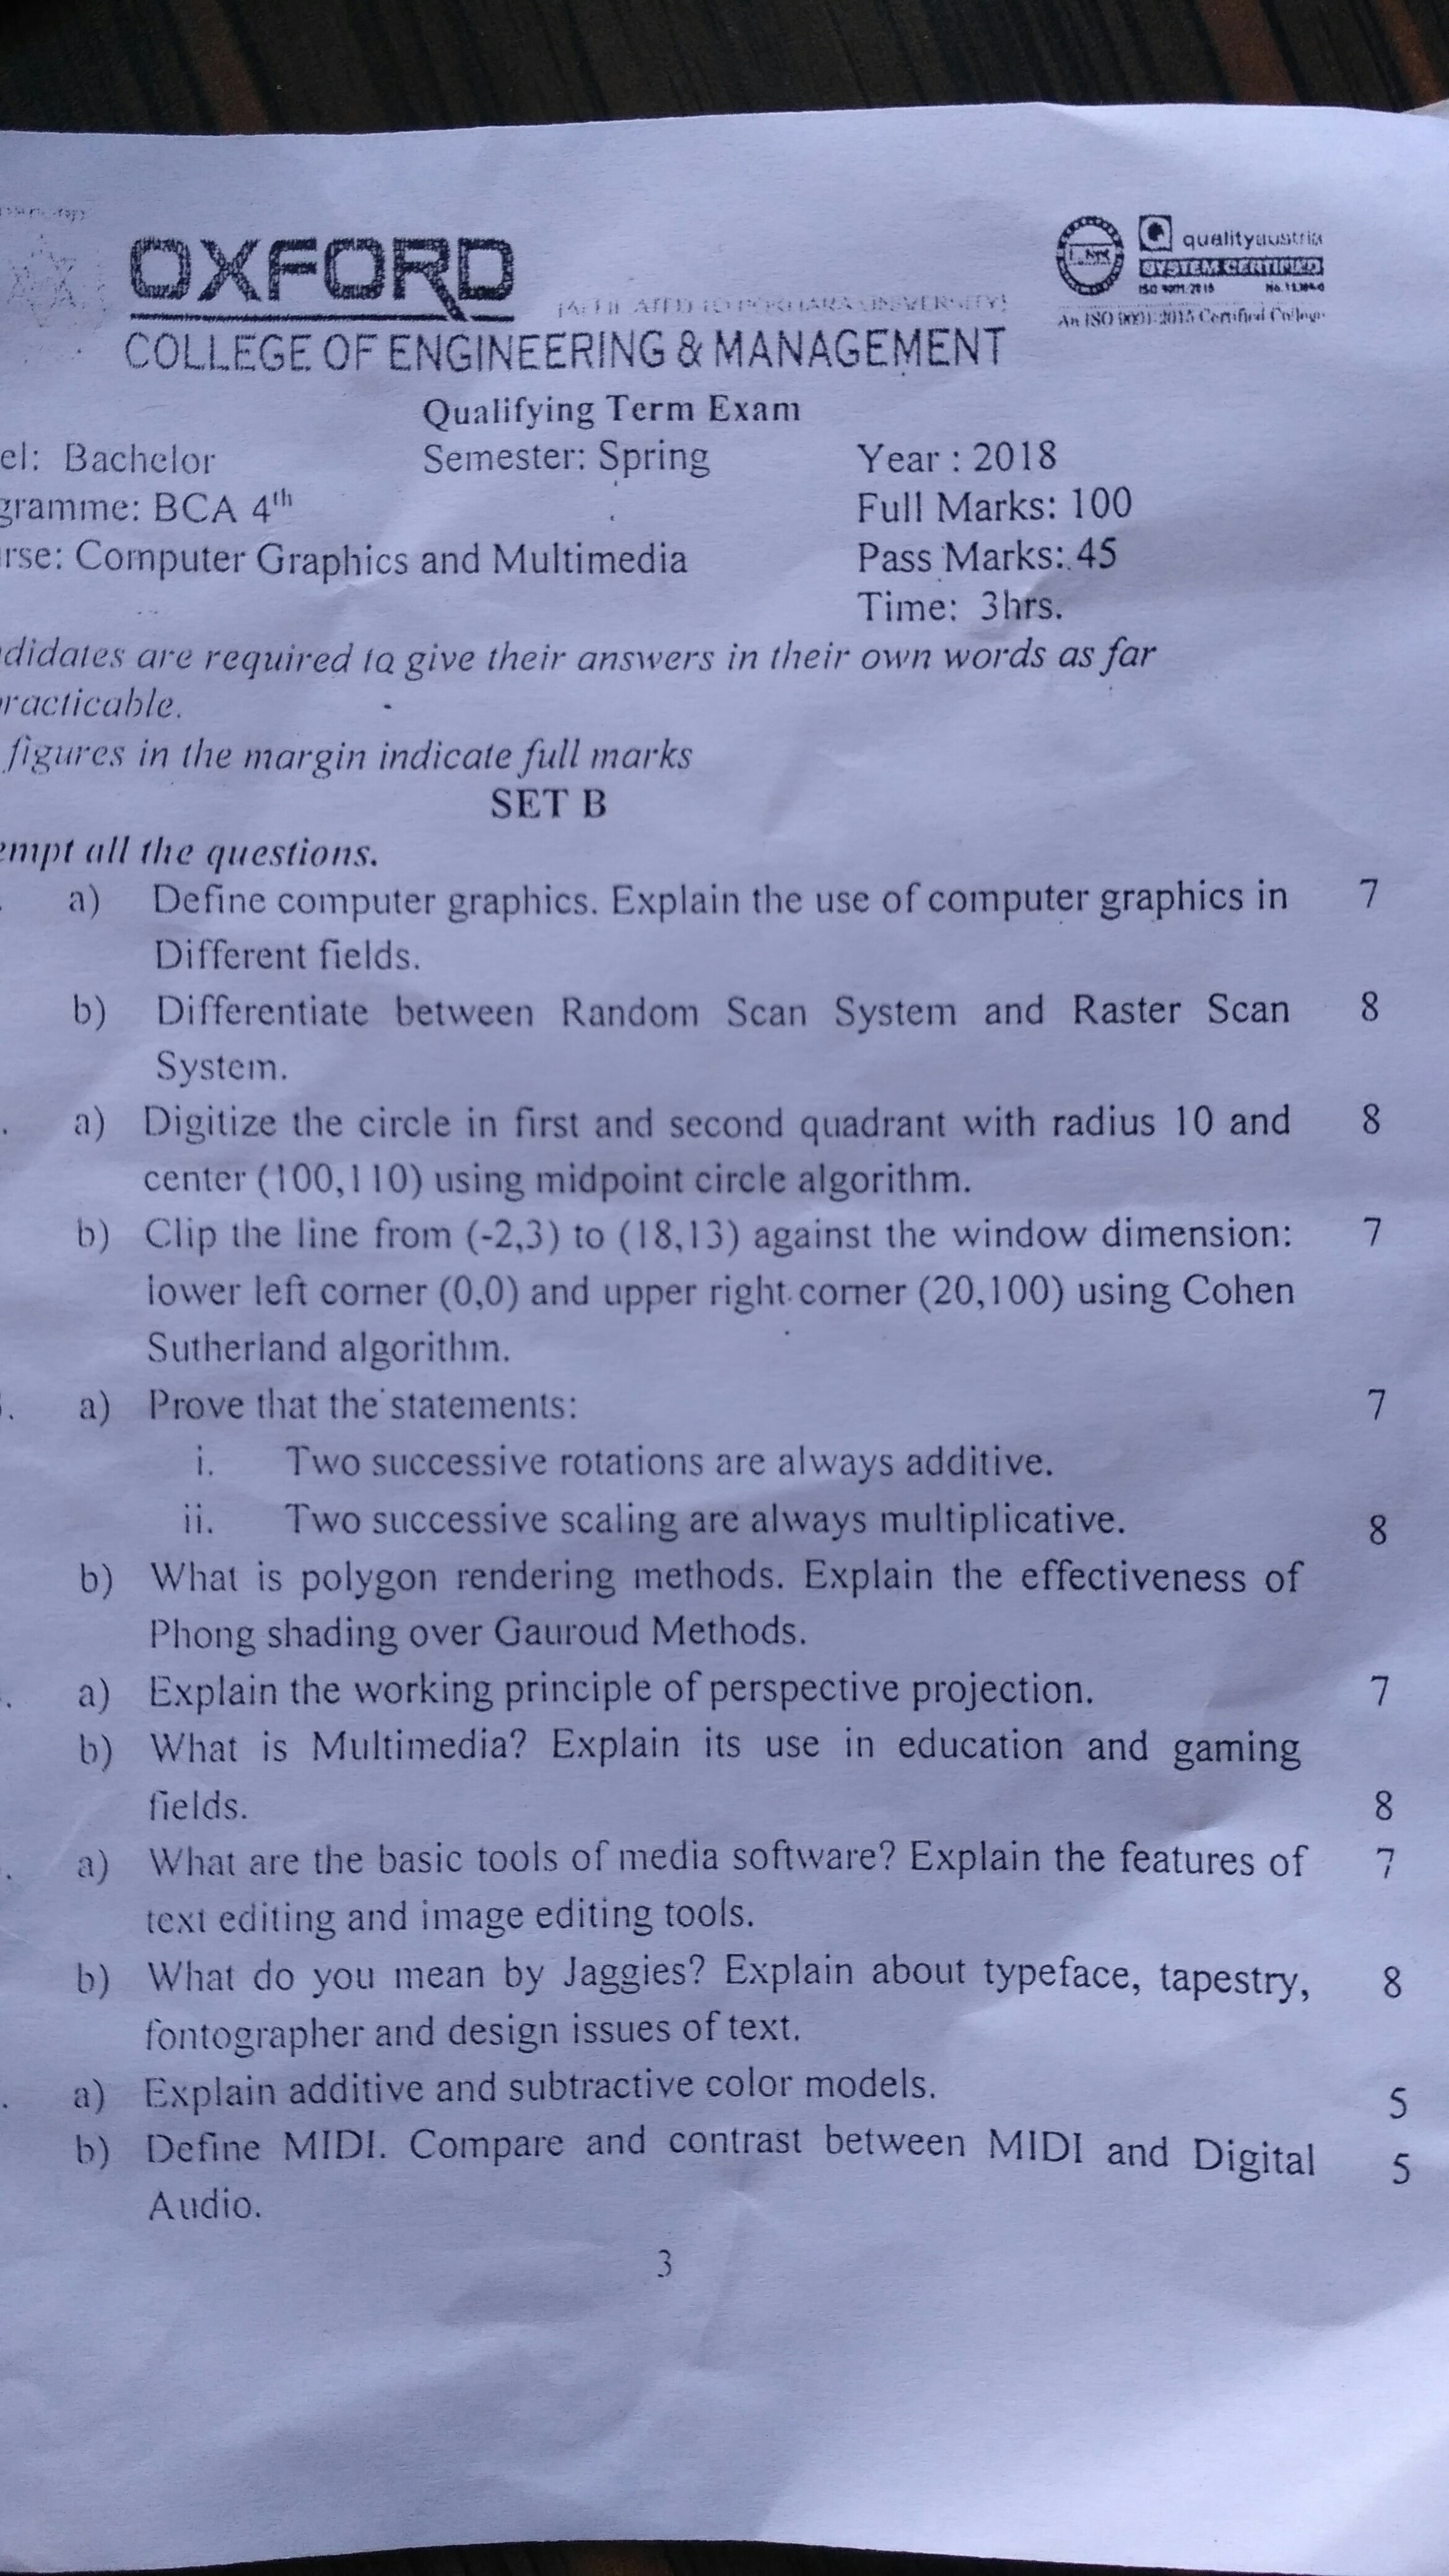 OXFORD
[AFFILIATED TO POKHARA UNIVERSITY]
COLLEGE OF ENGINEERING & MANAGEMENT
qualityaustria
SYSTEM CERTIFIED
An ISO 9001:2015 Certified College
Qualifying Term Exam
el: Bachelor Semester: Spring Year : 2018
gramme: BCA 4th Full Marks: 100
rse: Computer Graphics and Multimedia Pass Marks: 45
Time: 3hrs.
didates are required to give their answers in their own words as far
racticable.
figures in the margin indicate full marks
SET B
empt all the questions.
a) Define computer graphics. Explain the use of computer graphics in 7
Different fields.
b) Differentiate between Random Scan System and Raster Scan 8
System.
. a) Digitize the circle in first and second quadrant with radius 10 and 8
center (100,110) using midpoint circle algorithm.
b) Clip the line from (-2,3) to (18,13) against the window dimension: 7
lower left corner (0,0) and upper right corner (20,100) using Cohen
Sutherland algorithm.
. a) Prove that the statements: 7
i. Two successive rotations are always additive.
ii. Two successive scaling are always multiplicative.
8
b) What is polygon rendering methods. Explain the effectiveness of
Phong shading over Gauroud Methods.
. a) Explain the working principle of perspective projection. 7
b) What is Multimedia? Explain its use in education and gaming
fields. 8
. a) What are the basic tools of media software? Explain the features of 7
text editing and image editing tools.
b) What do you mean by Jaggies? Explain about typeface, tapestry, 8
fontographer and design issues of text.
. a) Explain additive and subtractive color models. 5
b) Define MIDI. Compare and contrast between MIDI and Digital 5
Audio.
3